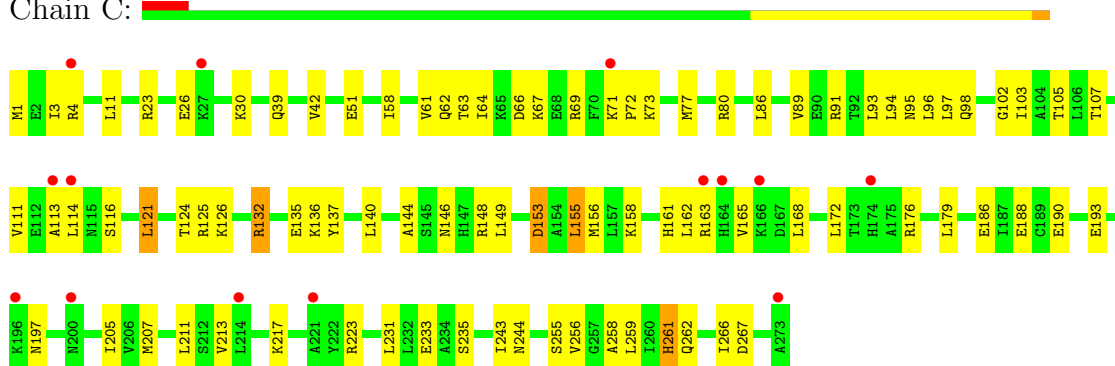 Chain C:
M1 E2 I3 R4 L11 R23 E26 K27 K30 Q39 V42 E51 I58 V61 Q62 T63 I64 K65 D66 K67 E68 R69 F70 K71 P72 K73 M77 R80 L86 V89 E90 R91 T92 L93 L94 N95 L96 L97 Q98 G102 I103 A104 T105 L106 T107
V111 E112 A113 L114 N115 S116 L121 T124 R125 K126 R132 E135 K136 Y137 L140 A144 S145 N146 H147 R148 L149 D153 A154 L155 M156 L157 K158 H161 L162 R163 H164 V165 K166 D167 L168 L172 T173 H174 A175 R176 L179 E186 I187 E188 C189 E190 E193
K196 N197 N200 I205 V206 M207 L211 S212 V213 L214 K217 A221 Y222 R223 L231 L232 E233 A234 S235 I243 N244 S255 V256 G257 A258 L259 I260 H261 Q262 I266 D267 A273